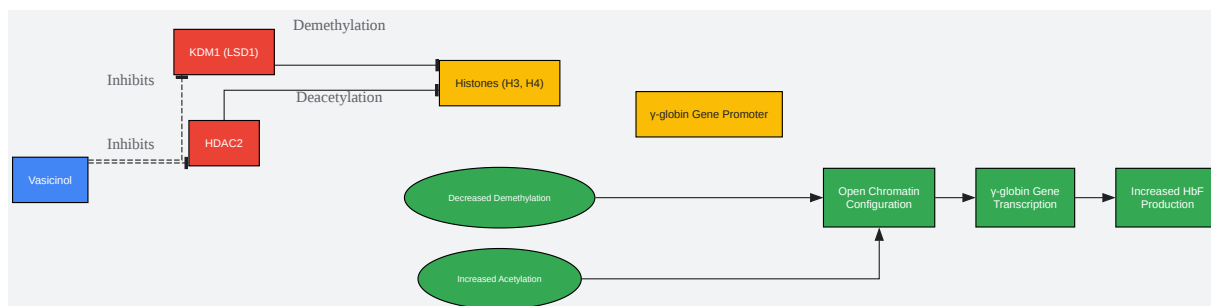 Demethylation
KDM1 (LSD1)
Inhibits
Histones (H3, H4)
Deacetylation
γ-globin Gene Promoter
Inhibits
HDAC2
Vasicinol
Decreased Demethylation
Open Chromatin
Configuration
γ-globin Gene
Transcription
Increased HbF
Production
Increased Acetylation